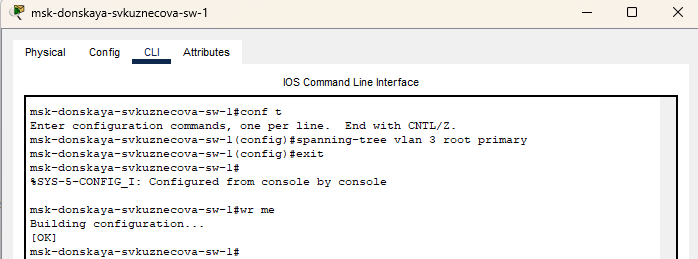 msk-donskaya-svkuznecova-sw-1
Physical Config CLI Attributes
IOS Command Line Interface
msk-donskaya-svkuznecova-sw-1#conf t
Enter configuration commands, one per line.  End with CNTL/Z.
msk-donskaya-svkuznecova-sw-1(config)#spanning-tree vlan 3 root primary
msk-donskaya-svkuznecova-sw-1(config)#exit
msk-donskaya-svkuznecova-sw-1#
%SYS-5-CONFIG_I: Configured from console by console
msk-donskaya-svkuznecova-sw-1#wr me
Building configuration...
[OK]
msk-donskaya-svkuznecova-sw-1#